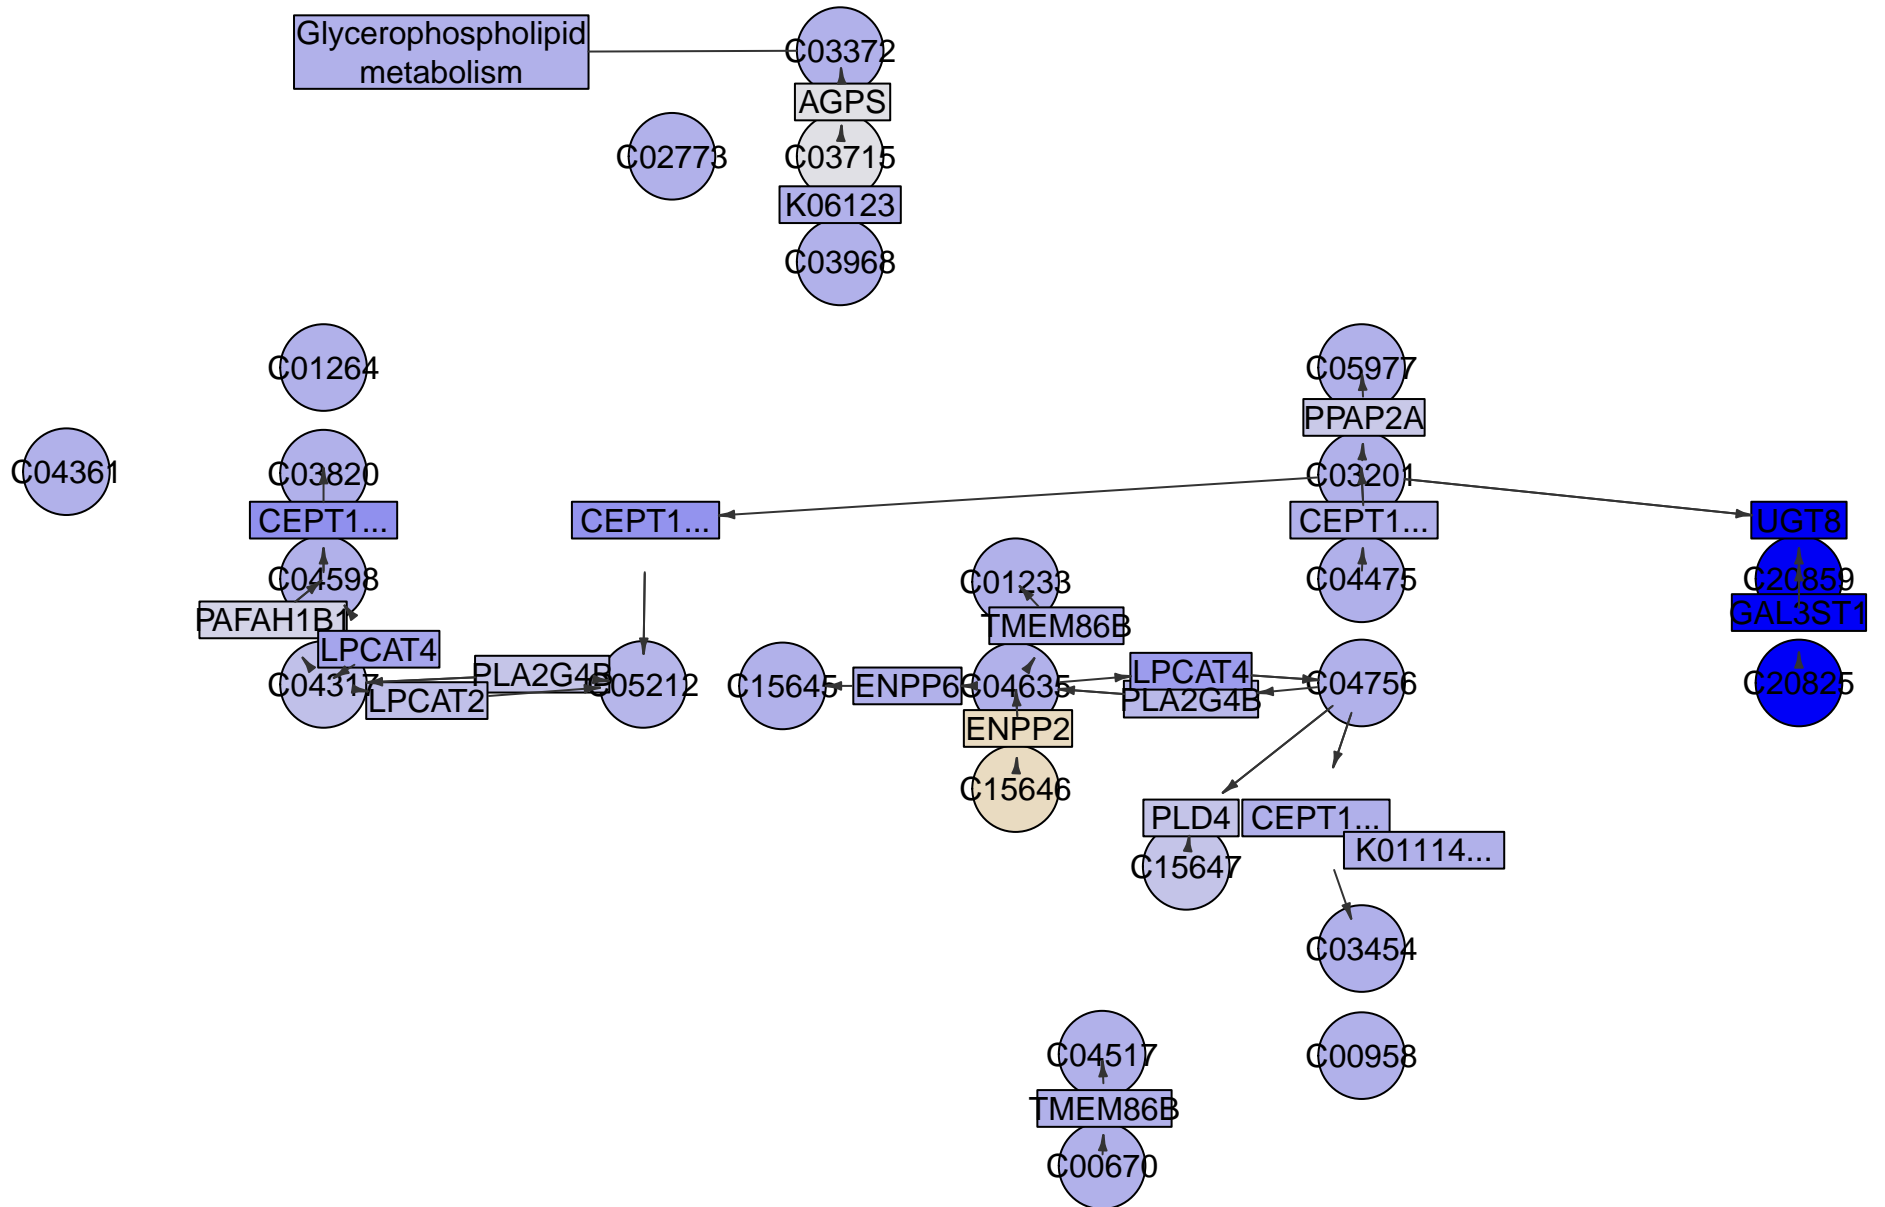 Glycerophospholipid
metabolism
C03372
AGPS
C02773
C03715
K06123
C03968
C01264
C05977
PPAP2A
C04361
C03820
C03201
CEPT1...
CEPT1...
CEPT1...
UGT8
C04598
C01233
C04475
C20859
PAFAH1B1
TMEM86B
GAL3ST1
LPCAT4
C04317
PLA2G4B
LPCAT2
C05212
C15645
ENPP6
C04635
LPCAT4
PLA2G4B
C04756
C20825
ENPP2
C15646
PLD4
CEPT1...
K01114...
C15647
C03454
C04517
C00958
TMEM86B
C00670